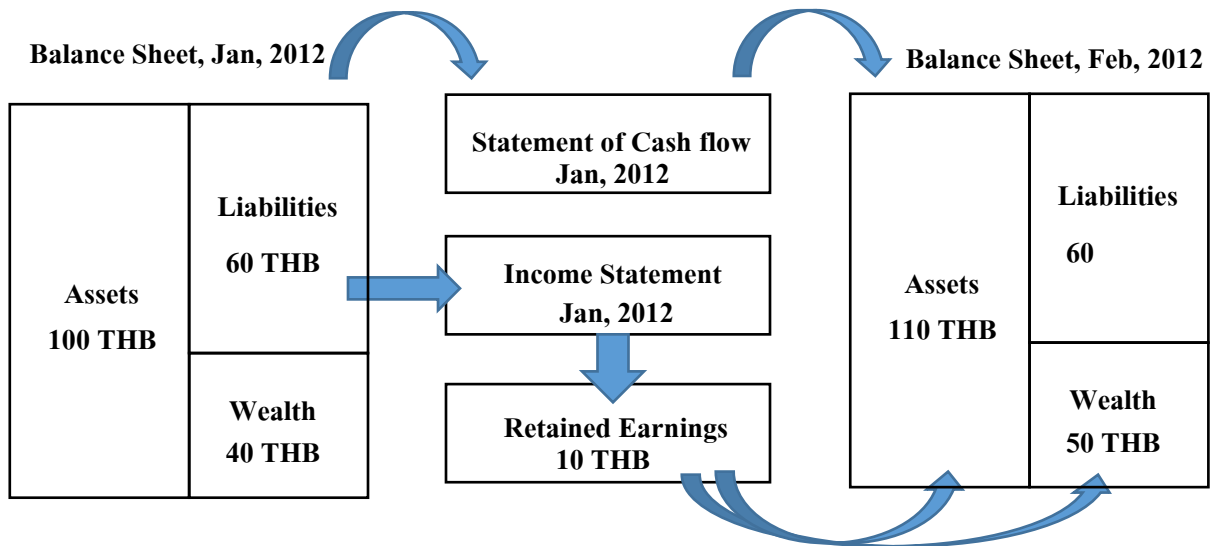 Balance Sheet, Jan, 2012
Assets
100 THB
Liabilities
60 THB
Wealth
40 THB
Statement of Cash flow
Jan, 2012
Income Statement
Jan, 2012
Retained Earnings
10 THB
Balance Sheet, Feb, 2012
Assets
110 THB
Liabilities
60
Wealth
50 THB